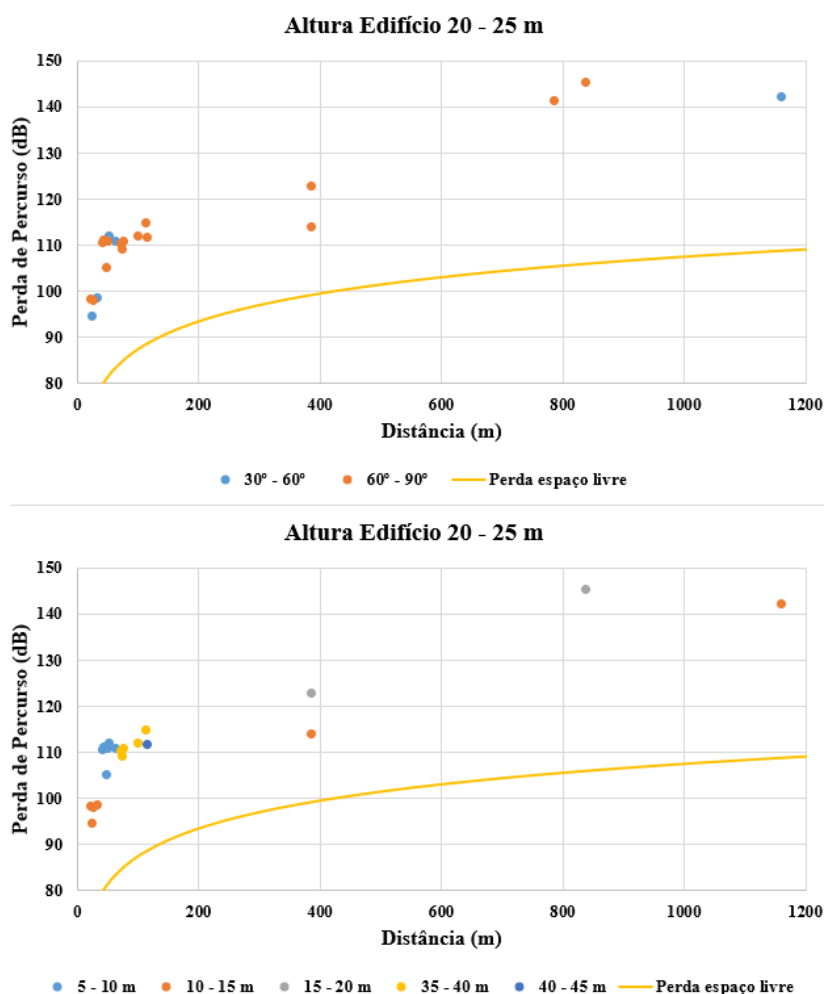 Altura Edifício 20 - 25 m
150
140
130
120
110
100
90
80
Perda de Percurso (dB)
0 200 400 600 800 1000 1200
Distância (m)
30º - 60º 60º - 90º Perda espaço livre
Altura Edifício 20 - 25 m
150
140
130
120
110
100
90
80
Perda de Percurso (dB)
0 200 400 600 800 1000 1200
Distância (m)
5 - 10 m 10 - 15 m 15 - 20 m 35 - 40 m 40 - 45 m Perda espaço livre